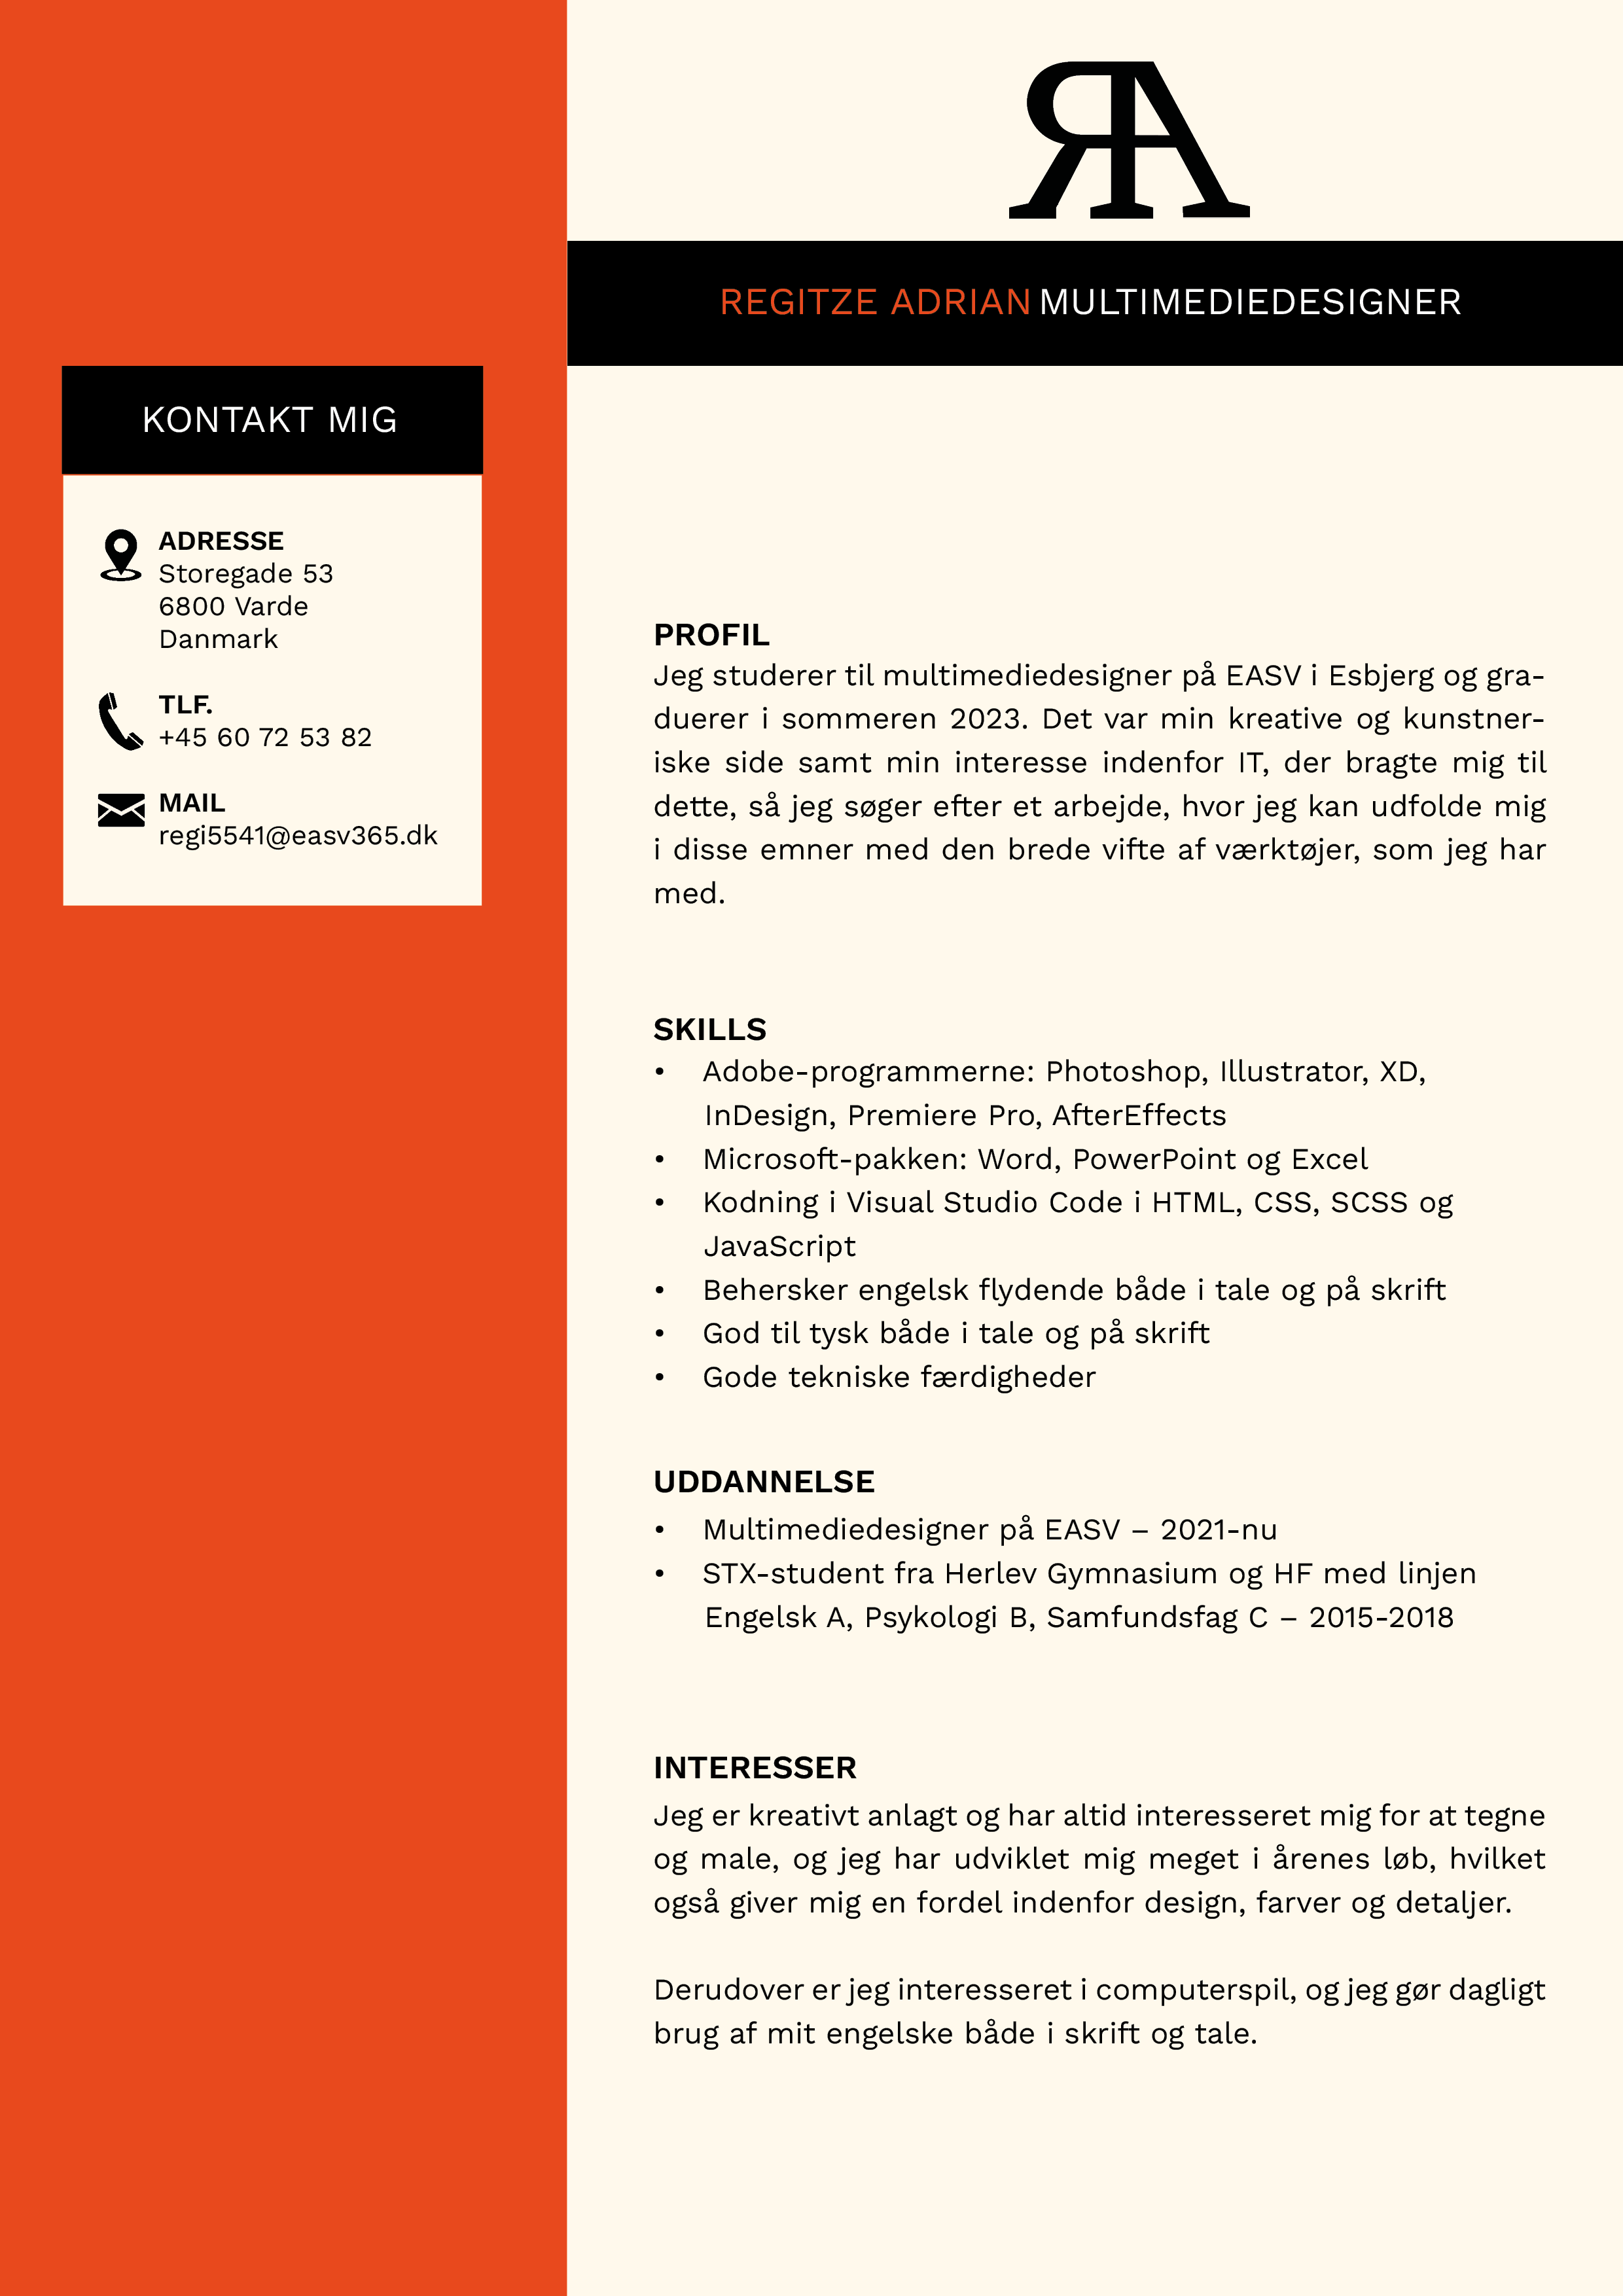 RA
REGITZE ADRIAN MULTIMEDIEDESIGNER
KONTAKT MIG
ADRESSE
Storegade 53
6800 Varde
Danmark
TLF.
+45 60 72 53 82
MAIL
regi5541@easv365.dk
PROFIL
Jeg studerer til multimediedesigner på EASV i Esbjerg og gra-
duerer i sommeren 2023. Det var min kreative og kunstner-
iske side samt min interesse indenfor IT, der bragte mig til
dette, så jeg søger efter et arbejde, hvor jeg kan udfolde mig
i disse emner med den brede vifte af værktøjer, som jeg har
med.
SKILLS
• Adobe-programmerne: Photoshop, Illustrator, XD,
InDesign, Premiere Pro, AfterEffects
• Microsoft-pakken: Word, PowerPoint og Excel
• Kodning i Visual Studio Code i HTML, CSS, SCSS og
JavaScript
• Behersker engelsk flydende både i tale og på skrift
• God til tysk både i tale og på skrift
• Gode tekniske færdigheder
UDDANNELSE
• Multimediedesigner på EASV – 2021-nu
• STX-student fra Herlev Gymnasium og HF med linjen
Engelsk A, Psykologi B, Samfundsfag C – 2015-2018
INTERESSER
Jeg er kreativt anlagt og har altid interesseret mig for at tegne
og male, og jeg har udviklet mig meget i årenes løb, hvilket
også giver mig en fordel indenfor design, farver og detaljer.
Derudover er jeg interesseret i computerspil, og jeg gør dagligt
brug af mit engelske både i skrift og tale.